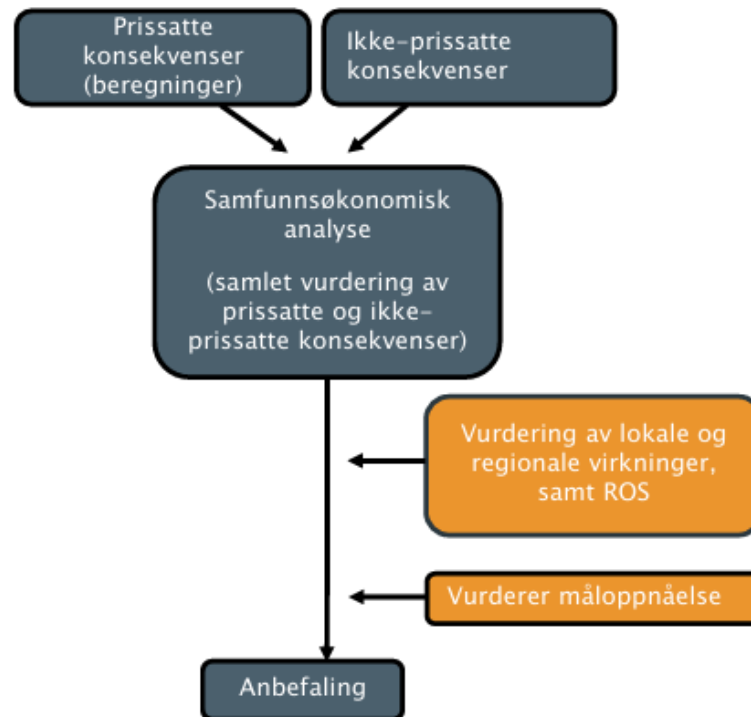 Prissatte
konsekvenser
(beregninger)
Ikke-prissatte
konsekvenser
Samfunnsøkonomisk
analyse
(samlet vurdering av
prissatte og ikke-
prissatte konsekvenser)
Vurdering av lokale og
regionale virkninger,
samt ROS
Vurderer måloppnåelse
Anbefaling